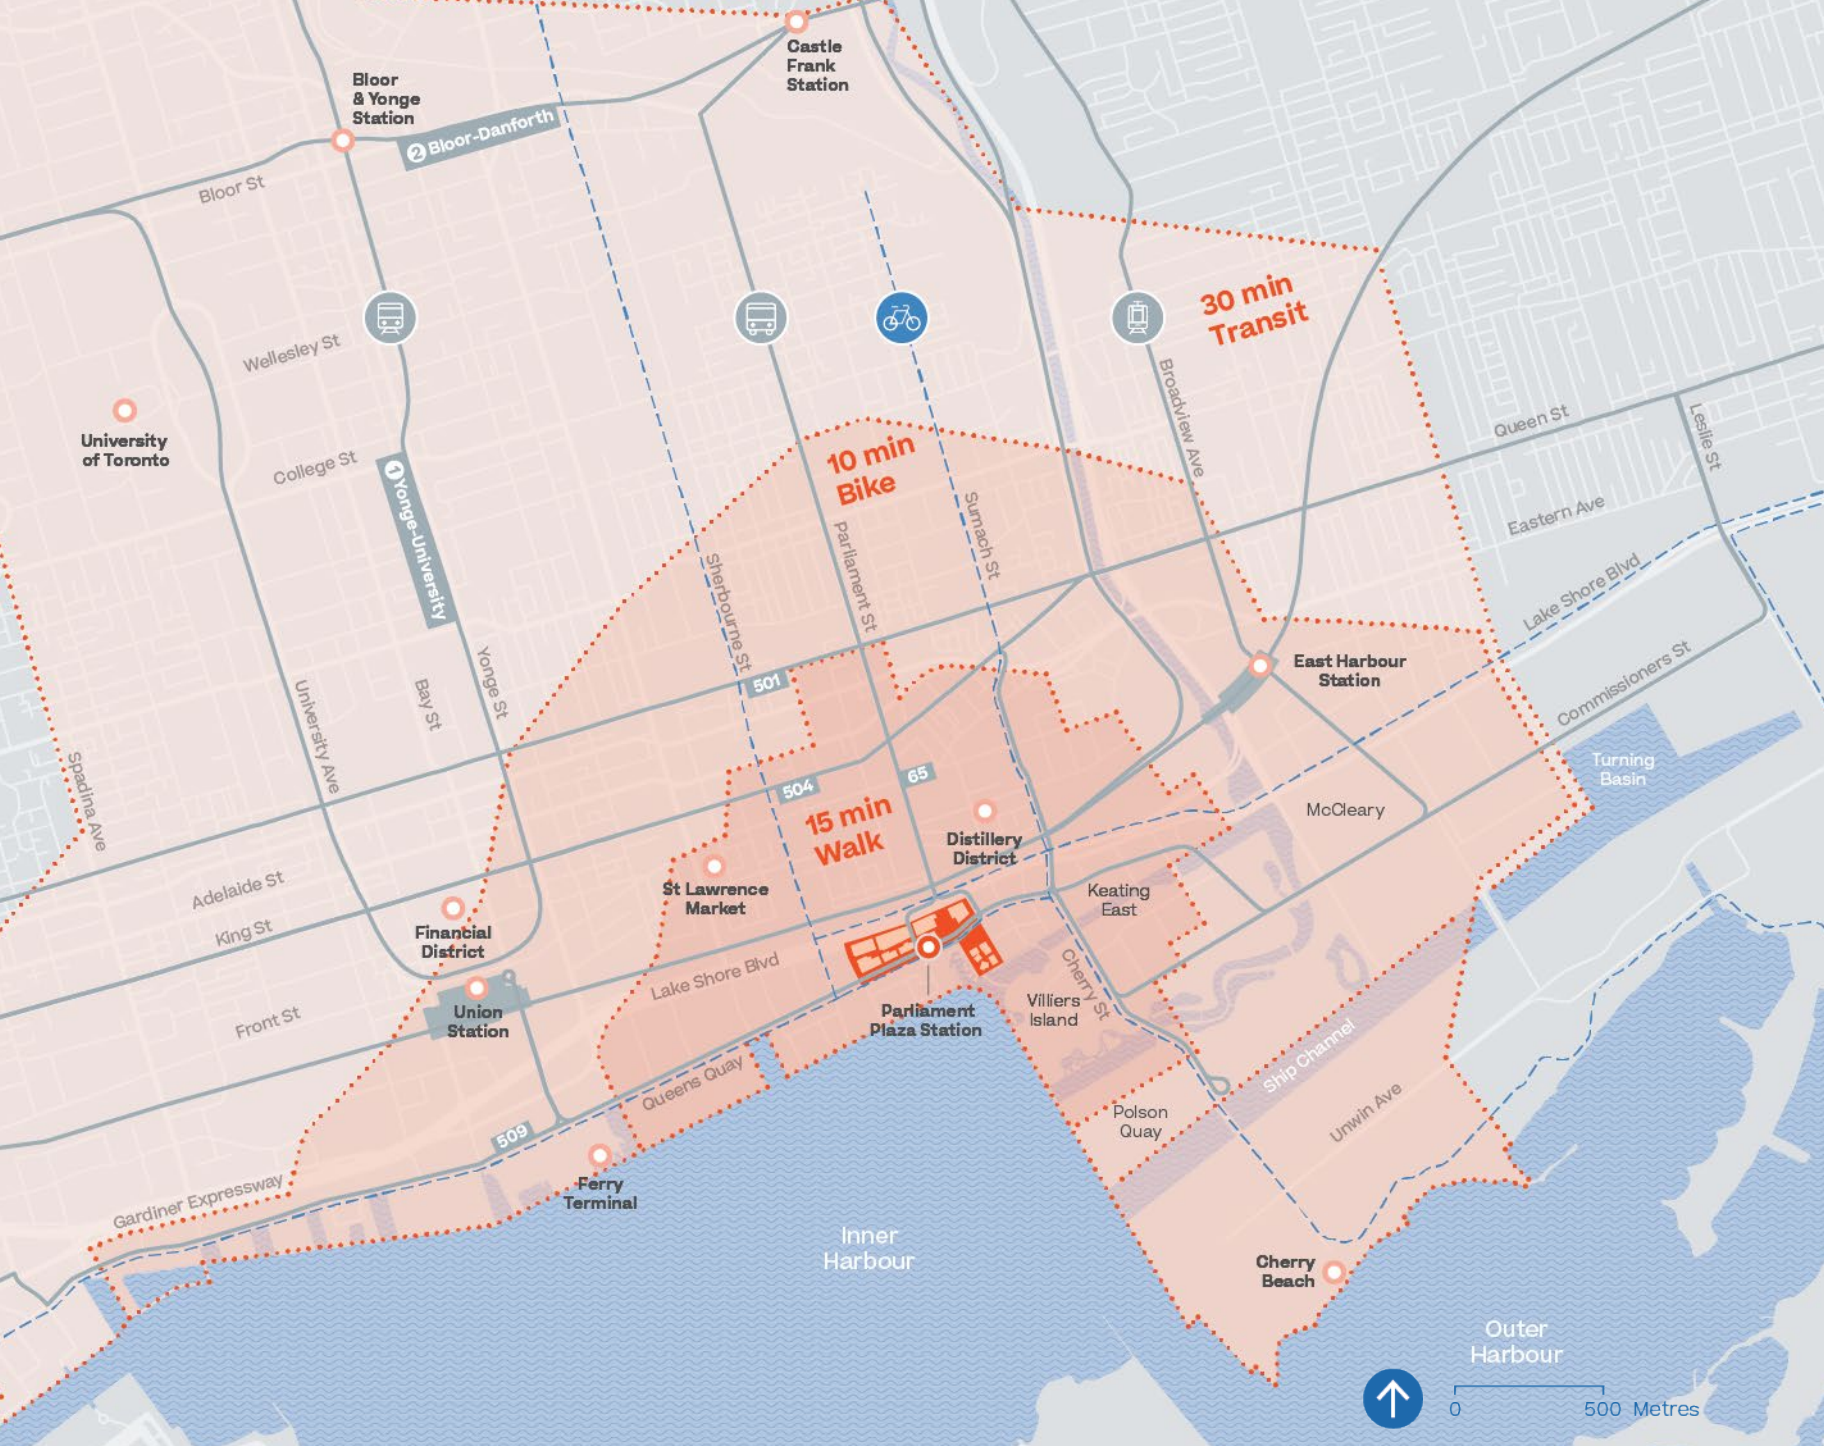 Castle
Frank
Station
Bloor
& Yonge
Station
2 Bloor-Danforth
Bloor St
30 min
Transit
Wellesley St
Broadview Ave
University
of Toronto
College St
Queen St
Leslie St
10 min
Bike
1 Yonge-University
Sumach St
Parliament St
Sherbourne St
Eastern Ave
Lake Shore Blvd
Yonge St
Bay St
University Ave
501
East Harbour
Station
Commissioners St
Spadina Ave
Turning
Basin
65
504
15 min
Walk
McCleary
Distillery
District
Adelaide St
St Lawrence
Market
Keating
East
King St
Financial
District
Lake Shore Blvd
Cherry St
Front St
Union
Station
Parliament
Plaza Station
Villiers
Island
Ship Channel
Queens Quay
Unwin Ave
Polson
Quay
509
Gardiner Expressway
Ferry
Terminal
Inner
Harbour
Cherry
Beach
Outer
Harbour
0 500 Metres